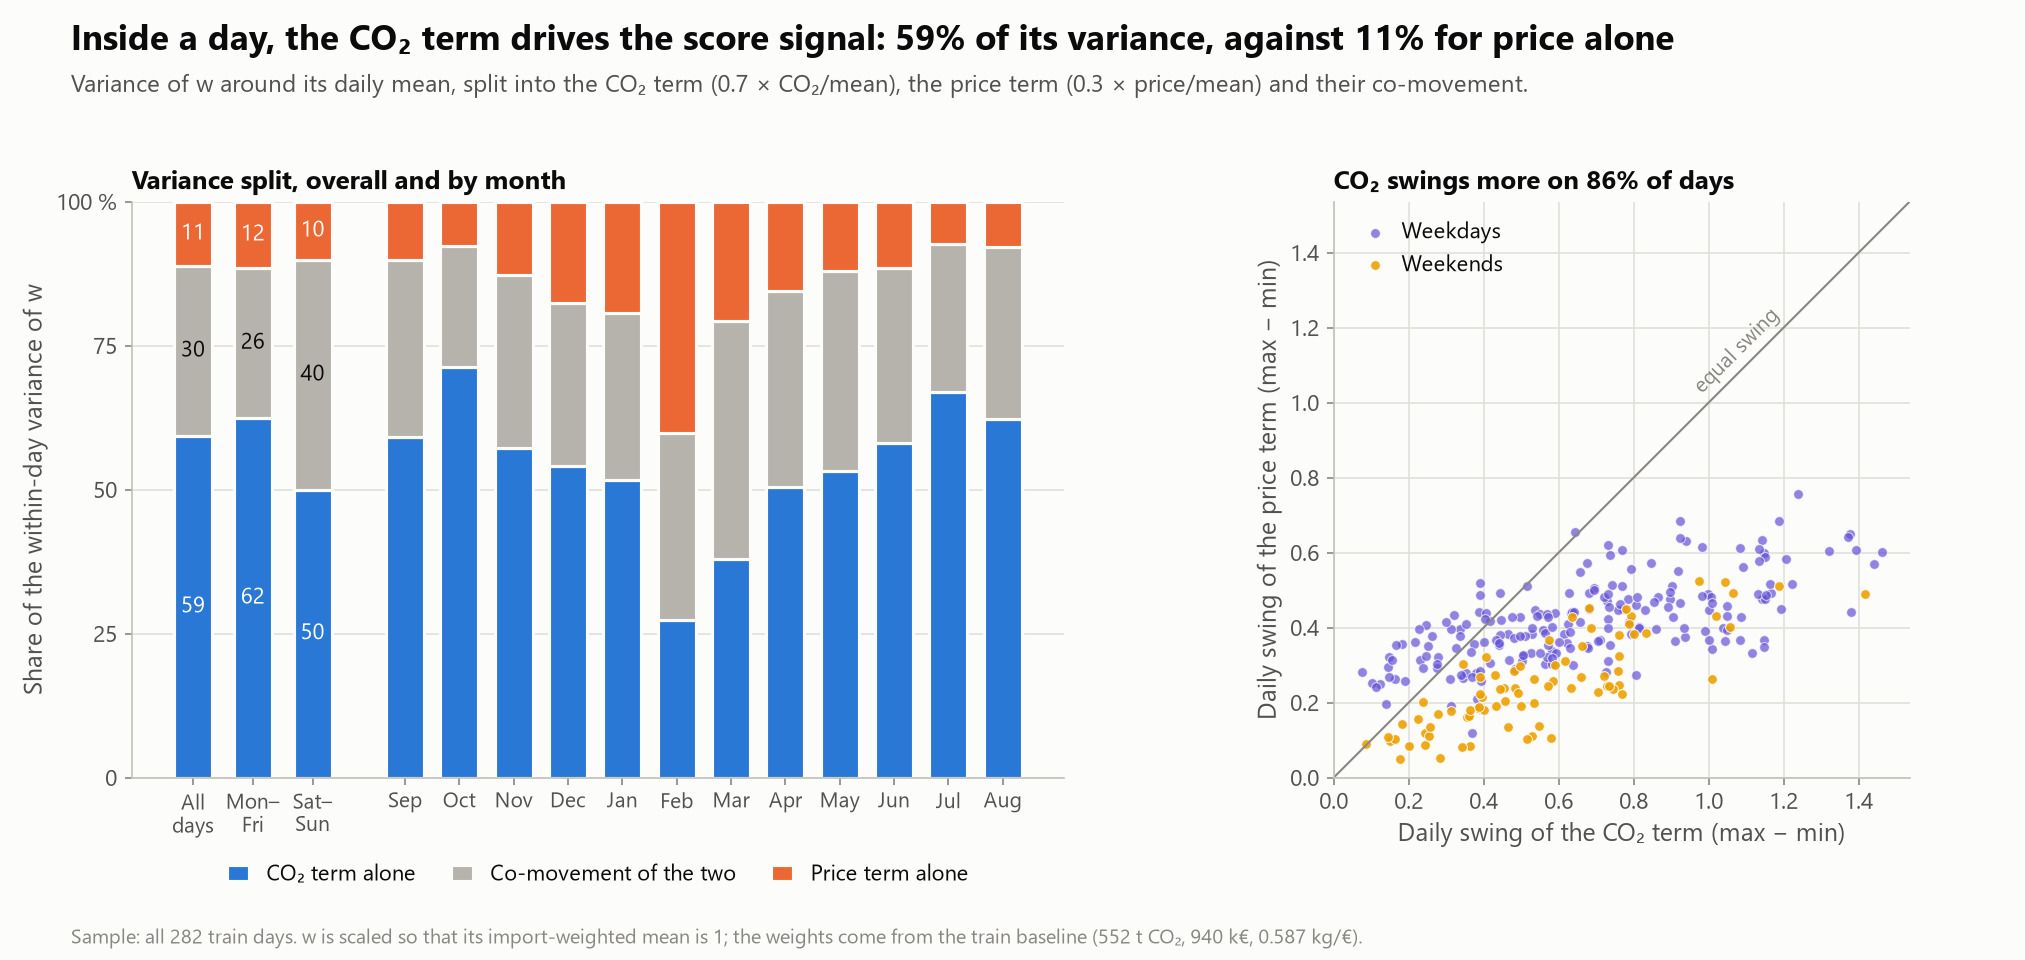 Inside a day, the CO₂ term drives the score signal: 59% of its variance, against 11% for price alone
Variance of w around its daily mean, split into the CO₂ term (0.7 × CO₂/mean), the price term (0.3 × price/mean) and their co-movement.
Variance split, overall and by month
Share of the within-day variance of w
100 %
75
50
25
0
11
12
10
30
26
40
59
62
50
All days
Mon–Fri
Sat–Sun
Sep
Oct
Nov
Dec
Jan
Feb
Mar
Apr
May
Jun
Jul
Aug
CO₂ term alone
Co-movement of the two
Price term alone
CO₂ swings more on 86% of days
Weekdays
Weekends
equal swing
Daily swing of the price term (max − min)
1.4
1.2
1.0
0.8
0.6
0.4
0.2
0.0
0.0
0.2
0.4
0.6
0.8
1.0
1.2
1.4
Daily swing of the CO₂ term (max − min)
Sample: all 282 train days. w is scaled so that its import-weighted mean is 1; the weights come from the train baseline (552 t CO₂, 940 k€, 0.587 kg/€).